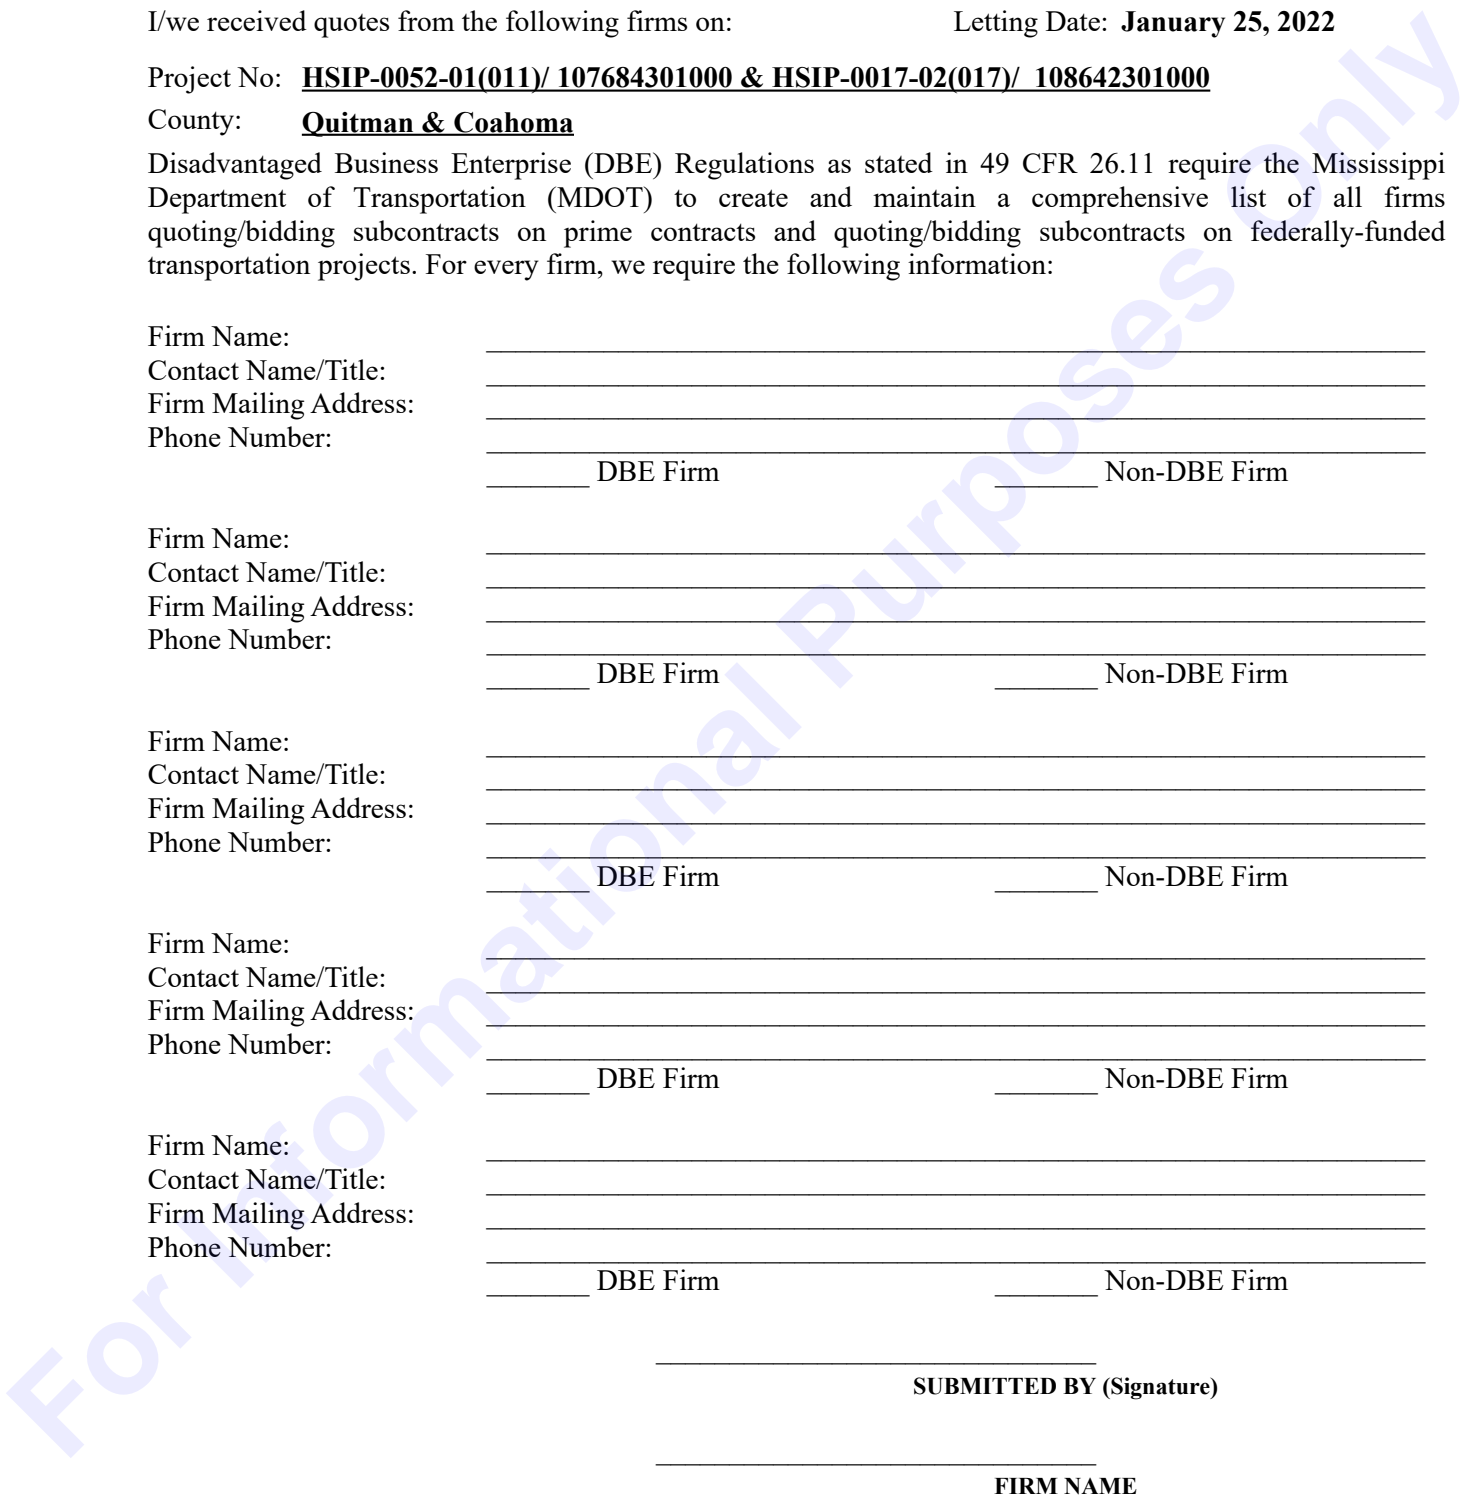 I/we received quotes from the following firms on: Letting Date: January 25, 2022
Project No: HSIP-0052-01(011)/ 107684301000 & HSIP-0017-02(017)/ 108642301000
County: Quitman & Coahoma
Disadvantaged Business Enterprise (DBE) Regulations as stated in 49 CFR 26.11 require the Mississippi
Department of Transportation (MDOT) to create and maintain a comprehensive list of all firms
quoting/bidding subcontracts on prime contracts and quoting/bidding subcontracts on federally-funded
transportation projects. For every firm, we require the following information:
Firm Name:
Contact Name/Title:
Firm Mailing Address:
Phone Number:
DBE Firm Non-DBE Firm
Firm Name:
Contact Name/Title:
Firm Mailing Address:
Phone Number:
DBE Firm Non-DBE Firm
Firm Name:
Contact Name/Title:
Firm Mailing Address:
Phone Number:
DBE Firm Non-DBE Firm
Firm Name:
Contact Name/Title:
Firm Mailing Address:
Phone Number:
DBE Firm Non-DBE Firm
Firm Name:
Contact Name/Title:
Firm Mailing Address:
Phone Number:
DBE Firm Non-DBE Firm
SUBMITTED BY (Signature)
FIRM NAME
For Informational Purposes Only